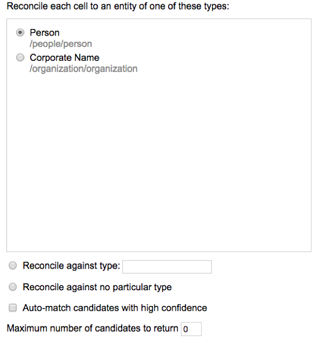 Reconcile each cell to an entity of one of these types:
Person
/people/person
Corporate Name
/organization/organization
Reconcile against type:
Reconcile against no particular type
Auto-match candidates with high confidence
Maximum number of candidates to return 0